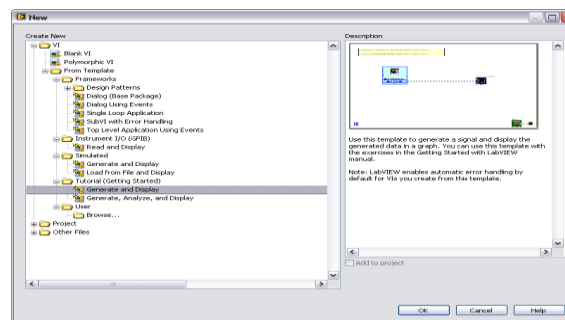 New
Create New
VI
Blank VI
Polymorphic VI
From Template
Frameworks
Design Patterns
Dialog (Base Package)
Dialog Using Events
Single Loop Application
SubVI with Error Handling
Top Level Application Using Events
Instrument I/O (GPIB)
Read and Display
Simulated
Generate and Display
Load from File and Display
Tutorial (Getting Started)
Generate and Display
Generate, Analyze, and Display
User
Browse...
Project
Other Files
Description
Use this template to generate a signal and display the
generated data in a graph. You can use this template with
the exercises in the Getting Started with LabVIEW
manual.
Note: LabVIEW enables automatic error handling by
default for VIs you create from this template.
Add to project
OK
Cancel
Help